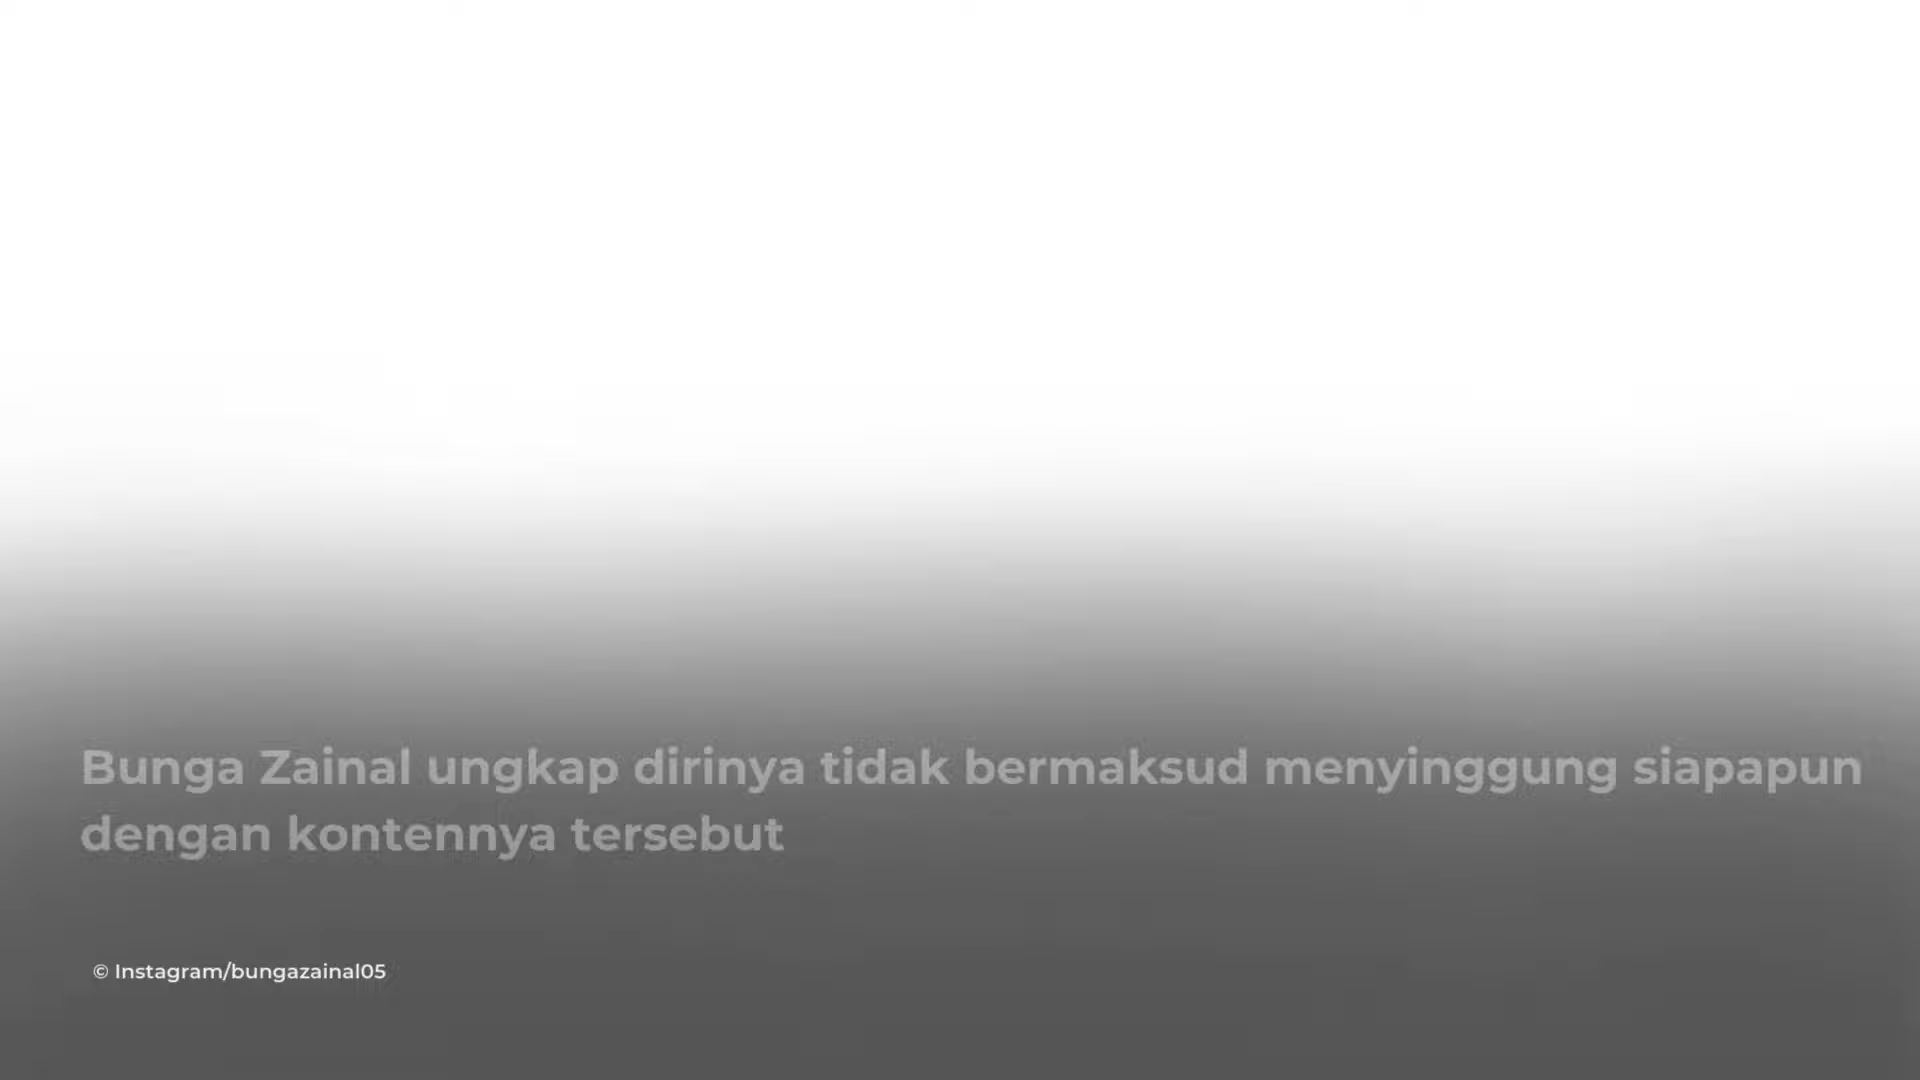 Bunga Zainal ungkap dirinya tidak bermaksud menyinggung siapapun
dengan kontennya tersebut
© Instagram/bungazainal05